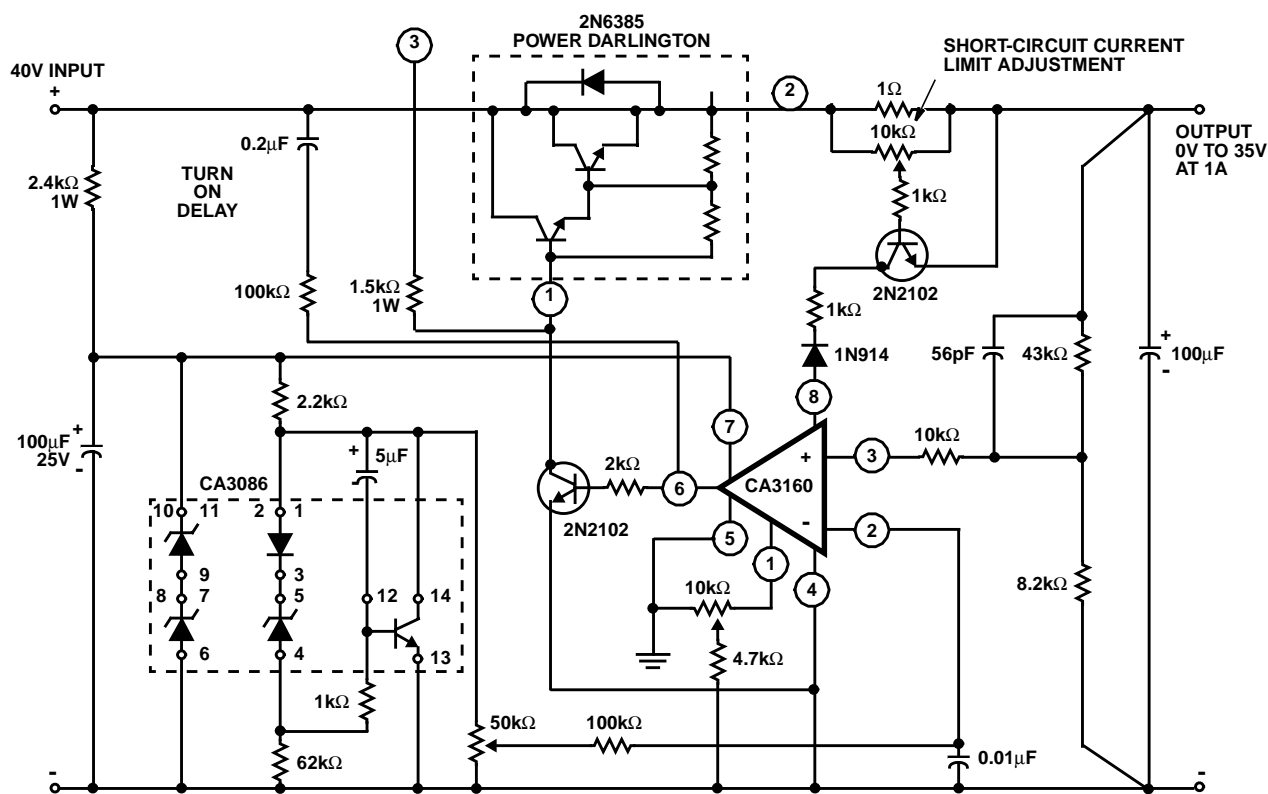 2N6385
POWER DARLINGTON
3
SHORT-CIRCUIT CURRENT
LIMIT ADJUSTMENT
40V INPUT
+
2
1Ω
10kΩ
OUTPUT
0V TO 35V
AT 1A
0.2μF
TURN
ON
DELAY
2.4kΩ
1W
1kΩ
100kΩ
1.5kΩ
1W
1
2N2102
1kΩ
1N914
56pF
43kΩ
+
100μF
-
2.2kΩ
8
7
100μF
25V
+
-
+
5μF
-
10kΩ
3
+
CA3160
-
2kΩ
6
2N2102
CA3086
10
11
2
1
5
1
2
4
9
3
8
7
5
12
14
10kΩ
8.2kΩ
6
4
13
4.7kΩ
1kΩ
50kΩ
100kΩ
62kΩ
0.01μF
-
-